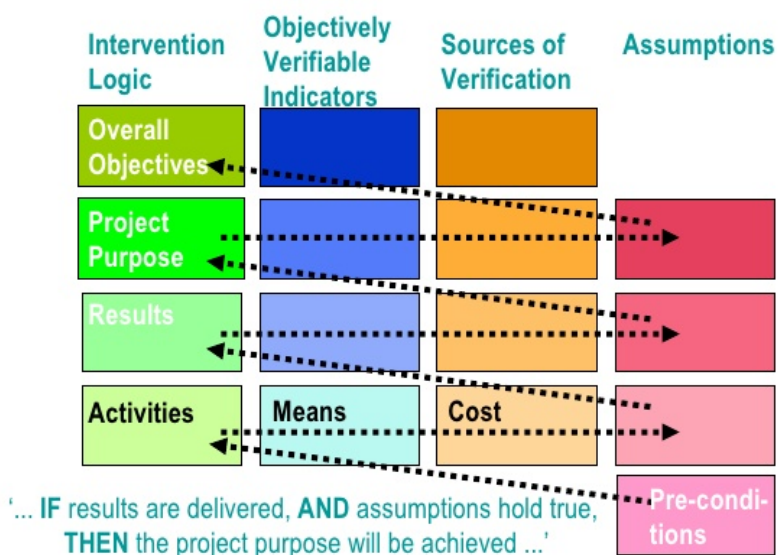 Intervention
Logic
Objectively
Verifiable
Indicators
Sources of
Verification
Assumptions
Overall
Objectives
Project
Purpose
Results
Activities
Means
Cost
Pre-condi-
tions
‘... IF results are delivered, AND assumptions hold true,
THEN the project purpose will be achieved ...’